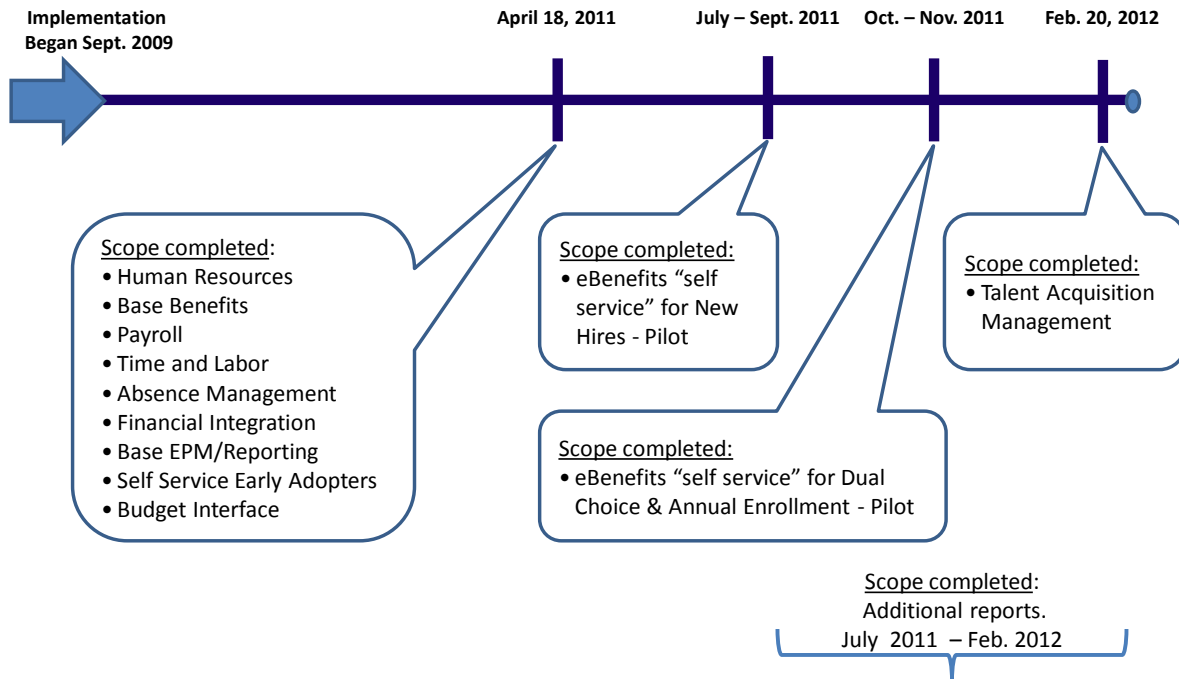 Implementation
Began Sept. 2009
April 18, 2011
July – Sept. 2011
Oct. – Nov. 2011
Feb. 20, 2012
Scope completed:
• Human Resources
• Base Benefits
• Payroll
• Time and Labor
• Absence Management
• Financial Integration
• Base EPM/Reporting
• Self Service Early Adopters
• Budget Interface
Scope completed:
• eBenefits “self
service” for New
Hires - Pilot
Scope completed:
• eBenefits “self service” for Dual
Choice & Annual Enrollment - Pilot
Scope completed:
• Talent Acquisition
Management
Scope completed:
Additional reports.
July 2011 – Feb. 2012